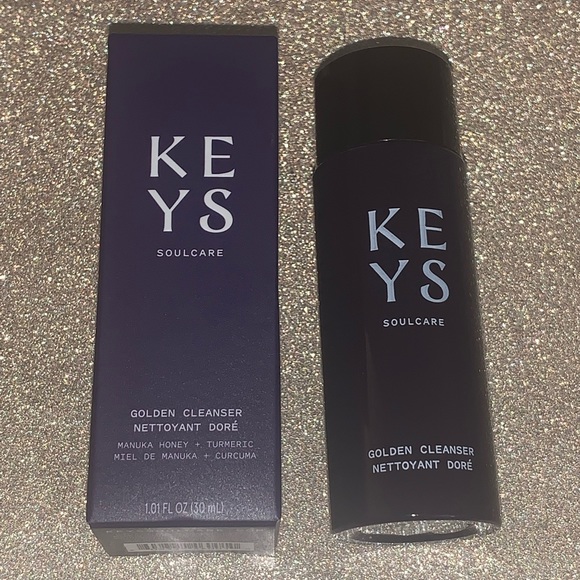 KE
YS
SOULCARE
GOLDEN CLEANSER
NETTOYANT DORÉ
MANUKA HONEY + TURMERIC
MIEL DE MANUKA + CURCUMA
1.01 FL OZ (30 mL)
KE
YS
SOULCARE
GOLDEN CLEANSER
NETTOYANT DORÉ